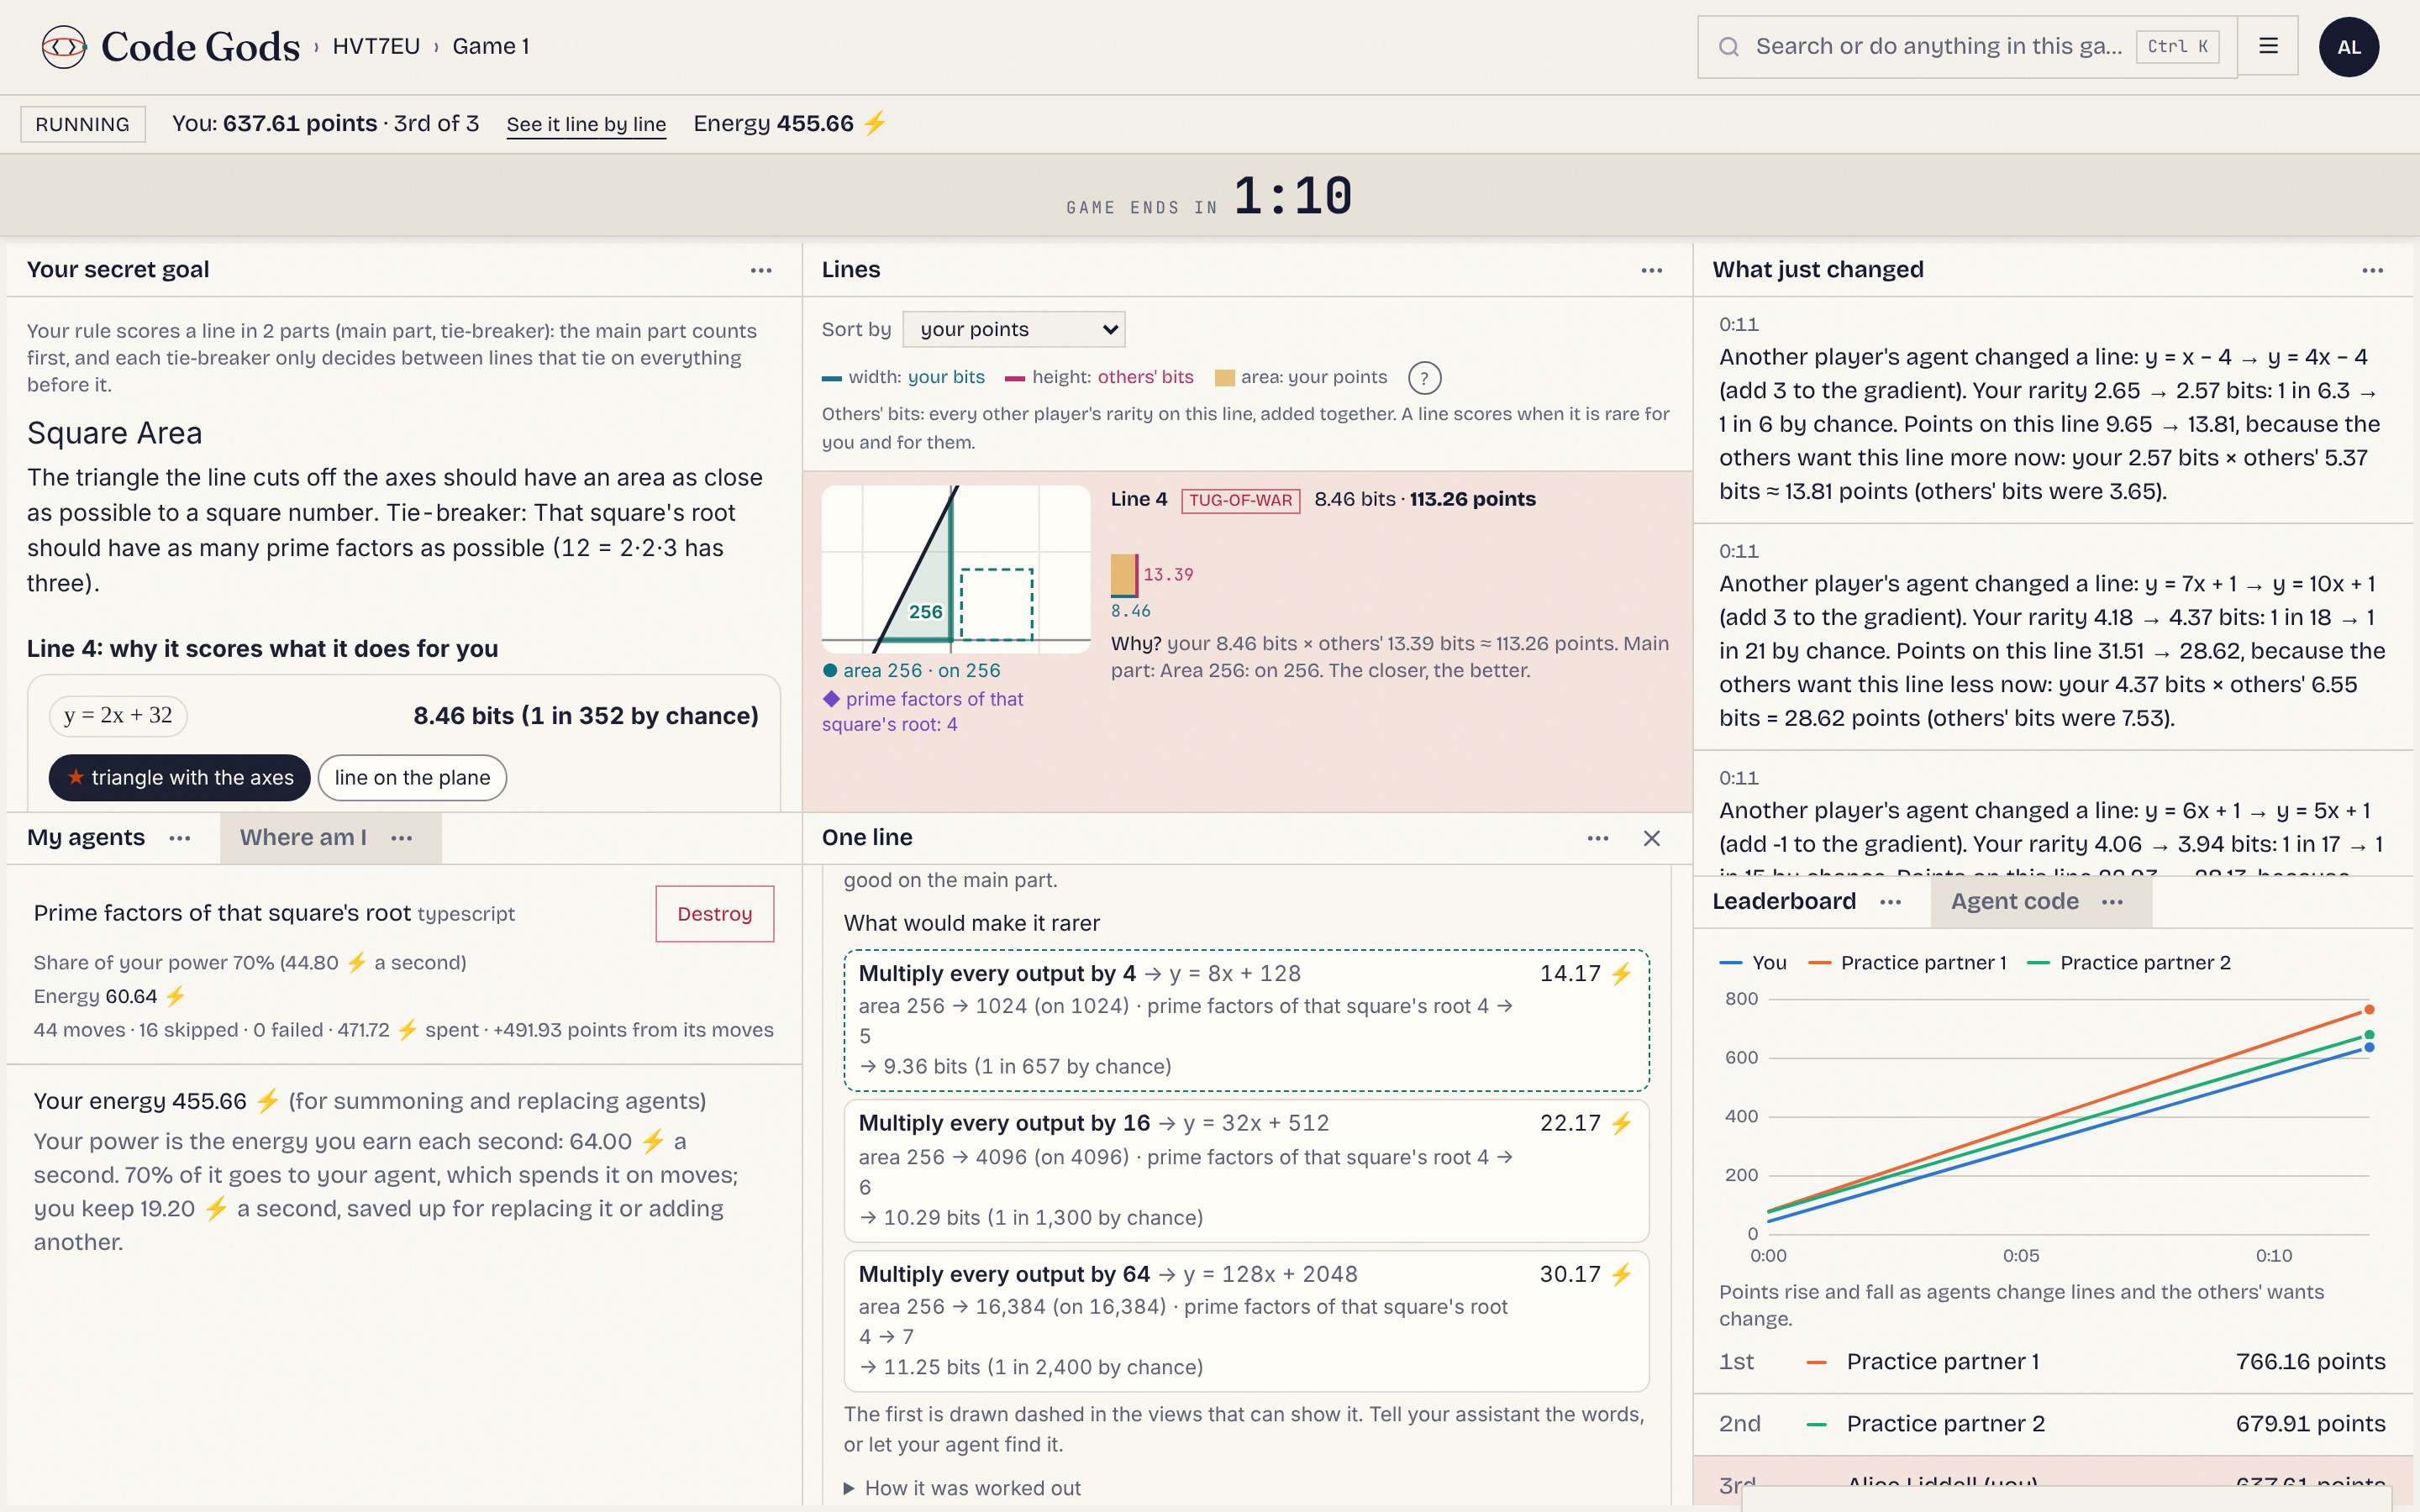 Code Gods › HVT7EU › Game 1
Search or do anything in this ga... Ctrl K
AL
RUNNING You: 637.61 points · 3rd of 3 See it line by line Energy 455.66 ⚡
GAME ENDS IN 1:10
Your secret goal
Your rule scores a line in 2 parts (main part, tie-breaker): the main part counts
first, and each tie-breaker only decides between lines that tie on everything
before it.
Square Area
The triangle the line cuts off the axes should have an area as close
as possible to a square number. Tie-breaker: That square's root
should have as many prime factors as possible (12 = 2·2·3 has
three).
Line 4: why it scores what it does for you
y = 2x + 32 8.46 bits (1 in 352 by chance)
★ triangle with the axes line on the plane
My agents Where am I
Prime factors of that square's root typescript Destroy
Share of your power 70% (44.80 ⚡ a second)
Energy 60.64 ⚡
44 moves · 16 skipped · 0 failed · 471.72 ⚡ spent · +491.93 points from its moves
Your energy 455.66 ⚡ (for summoning and replacing agents)
Your power is the energy you earn each second: 64.00 ⚡ a
second. 70% of it goes to your agent, which spends it on moves;
you keep 19.20 ⚡ a second, saved up for replacing it or adding
another.
Lines
Sort by your points
width: your bits height: others' bits area: your points ?
Others' bits: every other player's rarity on this line, added together. A line scores when it is rare for
you and for them.
256
area 256 · on 256
prime factors of that
square's root: 4
Line 4 TUG-OF-WAR 8.46 bits · 113.26 points
13.39
8.46
Why? your 8.46 bits × others' 13.39 bits ≈ 113.26 points. Main
part: Area 256: on 256. The closer, the better.
One line
good on the main part.
What would make it rarer
Multiply every output by 4 → y = 8x + 128 14.17 ⚡
area 256 → 1024 (on 1024) · prime factors of that square's root 4 →
5
→ 9.36 bits (1 in 657 by chance)
Multiply every output by 16 → y = 32x + 512 22.17 ⚡
area 256 → 4096 (on 4096) · prime factors of that square's root 4 →
6
→ 10.29 bits (1 in 1,300 by chance)
Multiply every output by 64 → y = 128x + 2048 30.17 ⚡
area 256 → 16,384 (on 16,384) · prime factors of that square's root
4 → 7
→ 11.25 bits (1 in 2,400 by chance)
The first is drawn dashed in the views that can show it. Tell your assistant the words,
or let your agent find it.
▶ How it was worked out
What just changed
0:11
Another player's agent changed a line: y = x − 4 → y = 4x − 4
(add 3 to the gradient). Your rarity 2.65 → 2.57 bits: 1 in 6.3 →
1 in 6 by chance. Points on this line 9.65 → 13.81, because the
others want this line more now: your 2.57 bits × others' 5.37
bits ≈ 13.81 points (others' bits were 3.65).
0:11
Another player's agent changed a line: y = 7x + 1 → y = 10x + 1
(add 3 to the gradient). Your rarity 4.18 → 4.37 bits: 1 in 18 → 1
in 21 by chance. Points on this line 31.51 → 28.62, because the
others want this line less now: your 4.37 bits × others' 6.55
bits = 28.62 points (others' bits were 7.53).
0:11
Another player's agent changed a line: y = 6x + 1 → y = 5x + 1
(add -1 to the gradient). Your rarity 4.06 → 3.94 bits: 1 in 17 → 1
Leaderboard Agent code
You Practice partner 1 Practice partner 2
800
600
400
200
0
0:00 0:05 0:10
Points rise and fall as agents change lines and the others' wants
change.
1st Practice partner 1 766.16 points
2nd Practice partner 2 679.91 points
3rd Alice Liddell (you) 637.61 points